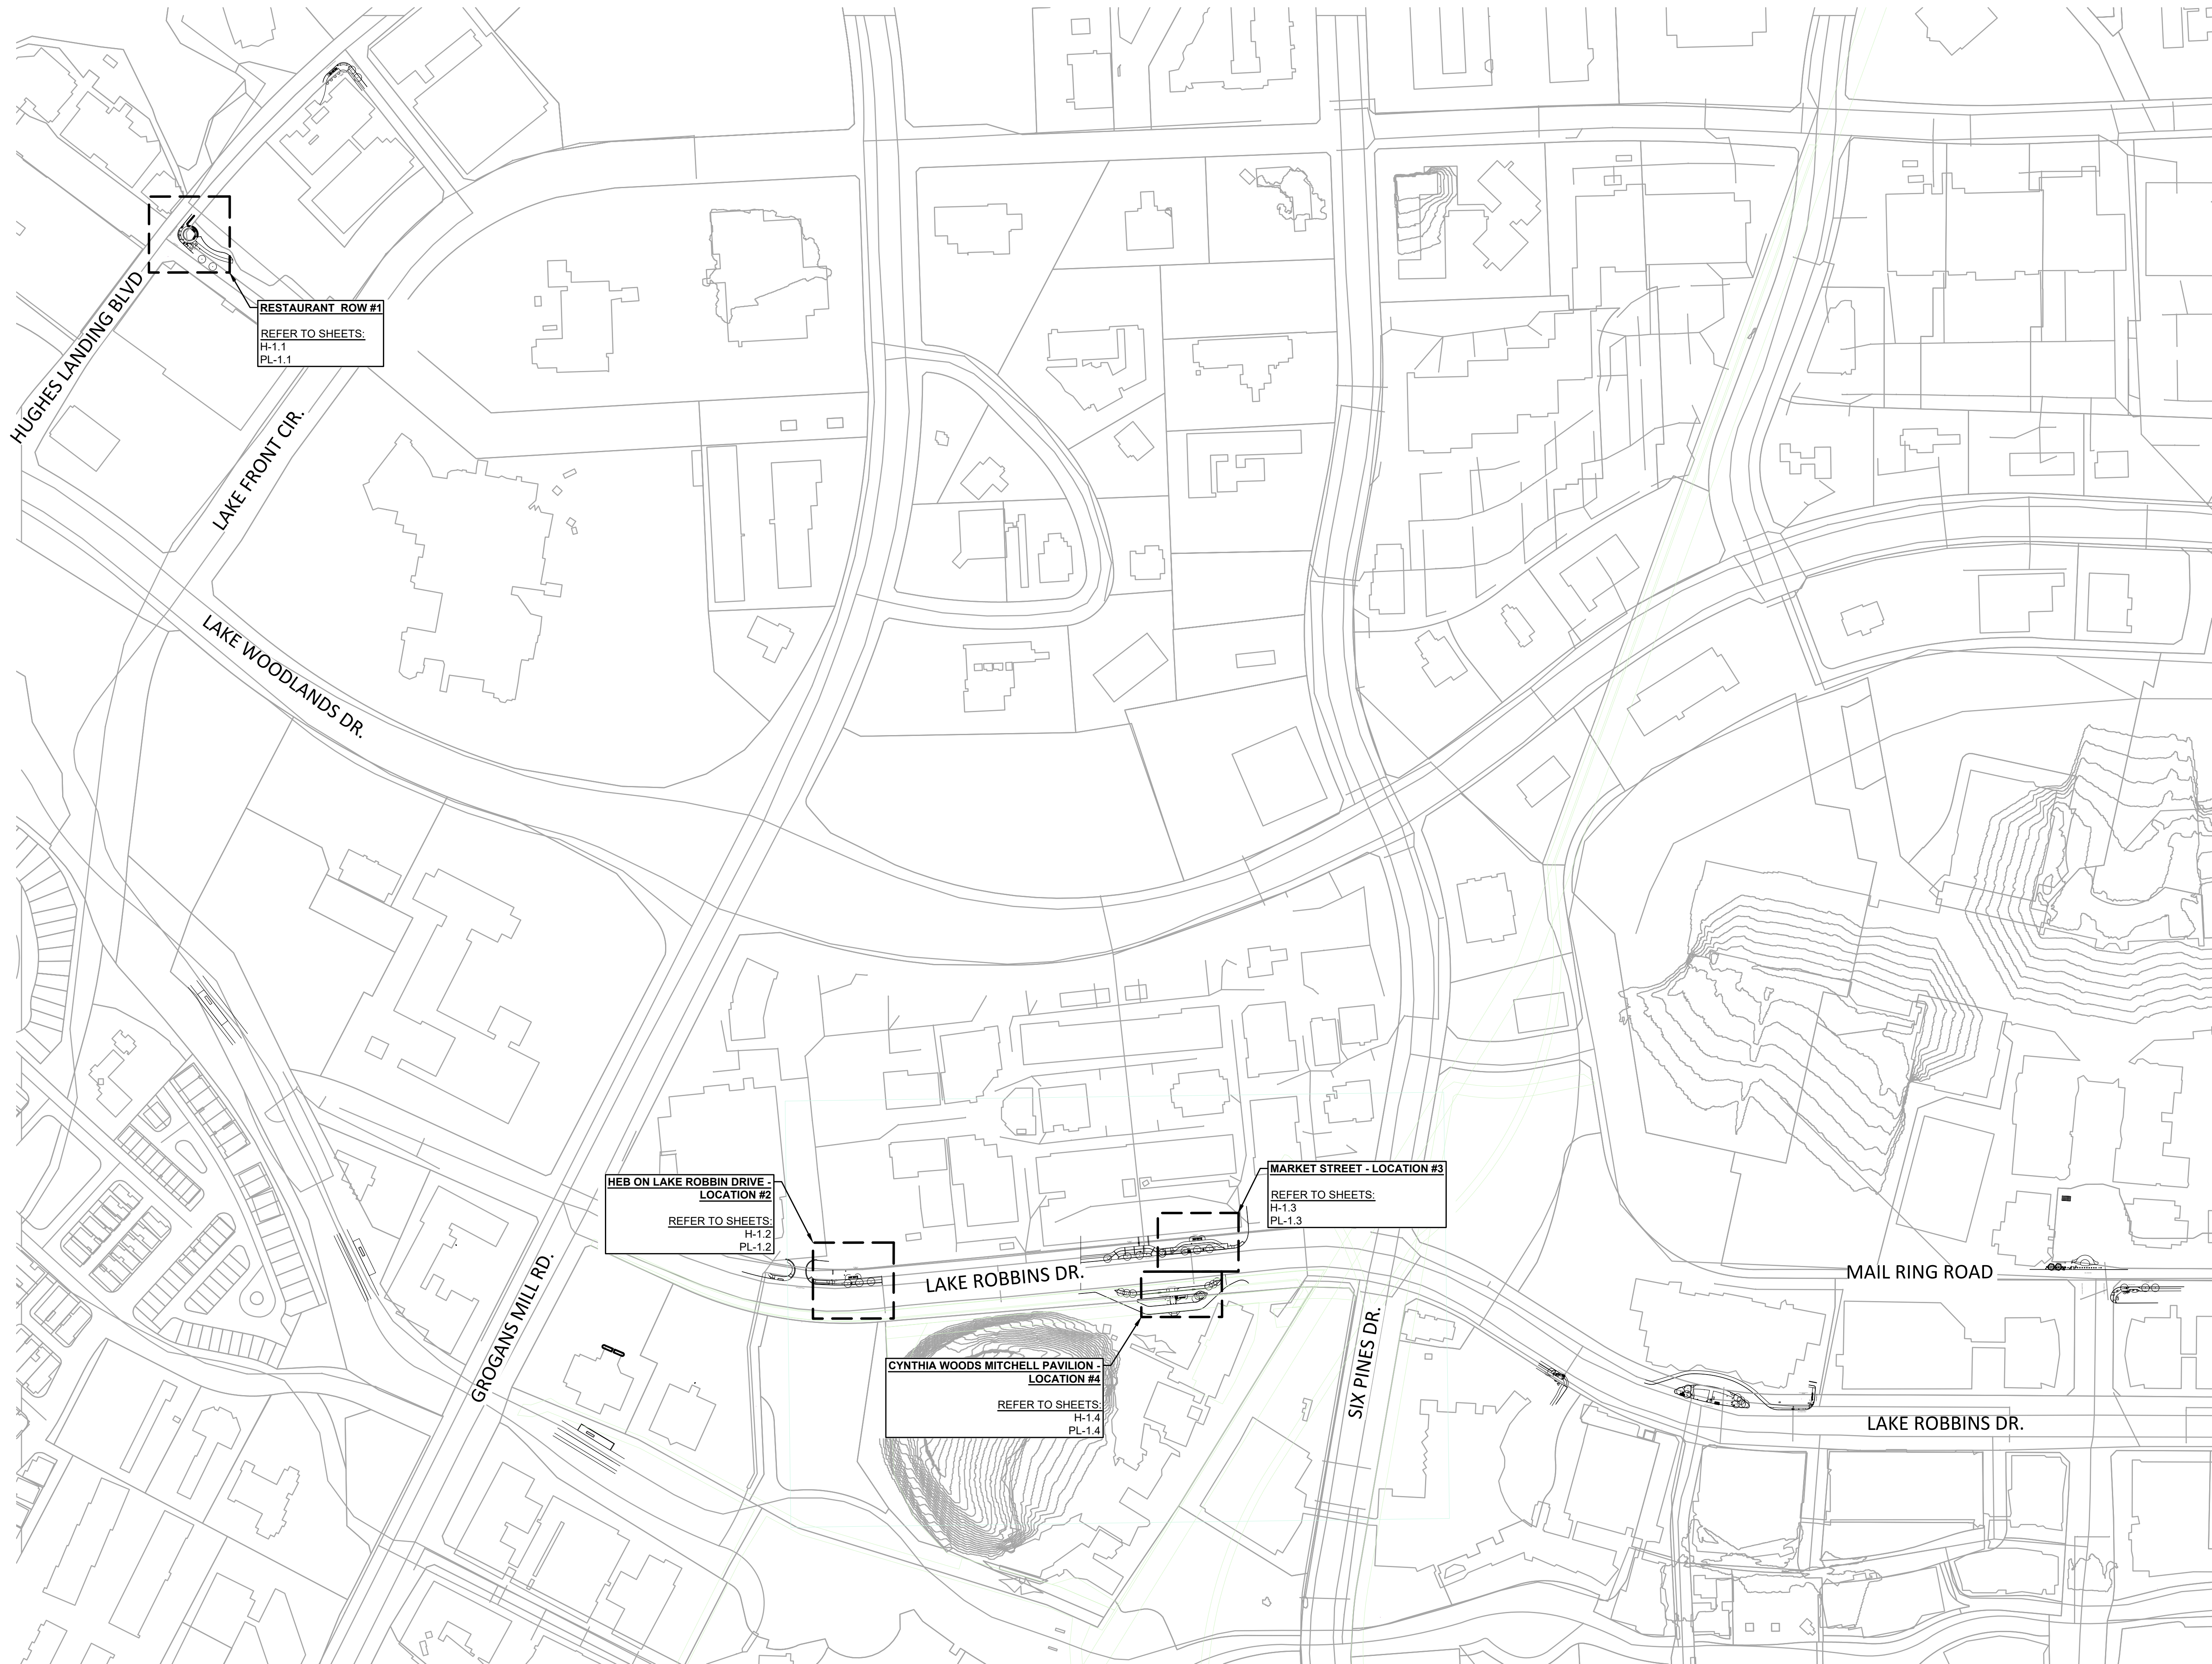 HUGHES LANDING BLVD
RESTAURANT ROW #1
REFER TO SHEETS:
H-1.1
PL-1.1
LAKE FRONT CIR.
LAKE WOODLANDS DR.
HEB ON LAKE ROBBIN DRIVE -
LOCATION #2
REFER TO SHEETS:
H-1.2
PL-1.2
MARKET STREET - LOCATION #3
REFER TO SHEETS:
H-1.3
PL-1.3
LAKE ROBBINS DR.
MAIL RING ROAD
GROGANS MILL RD.
CYNTHIA WOODS MITCHELL PAVILION -
LOCATION #4
REFER TO SHEETS:
H-1.4
PL-1.4
SIX PINES DR.
LAKE ROBBINS DR.